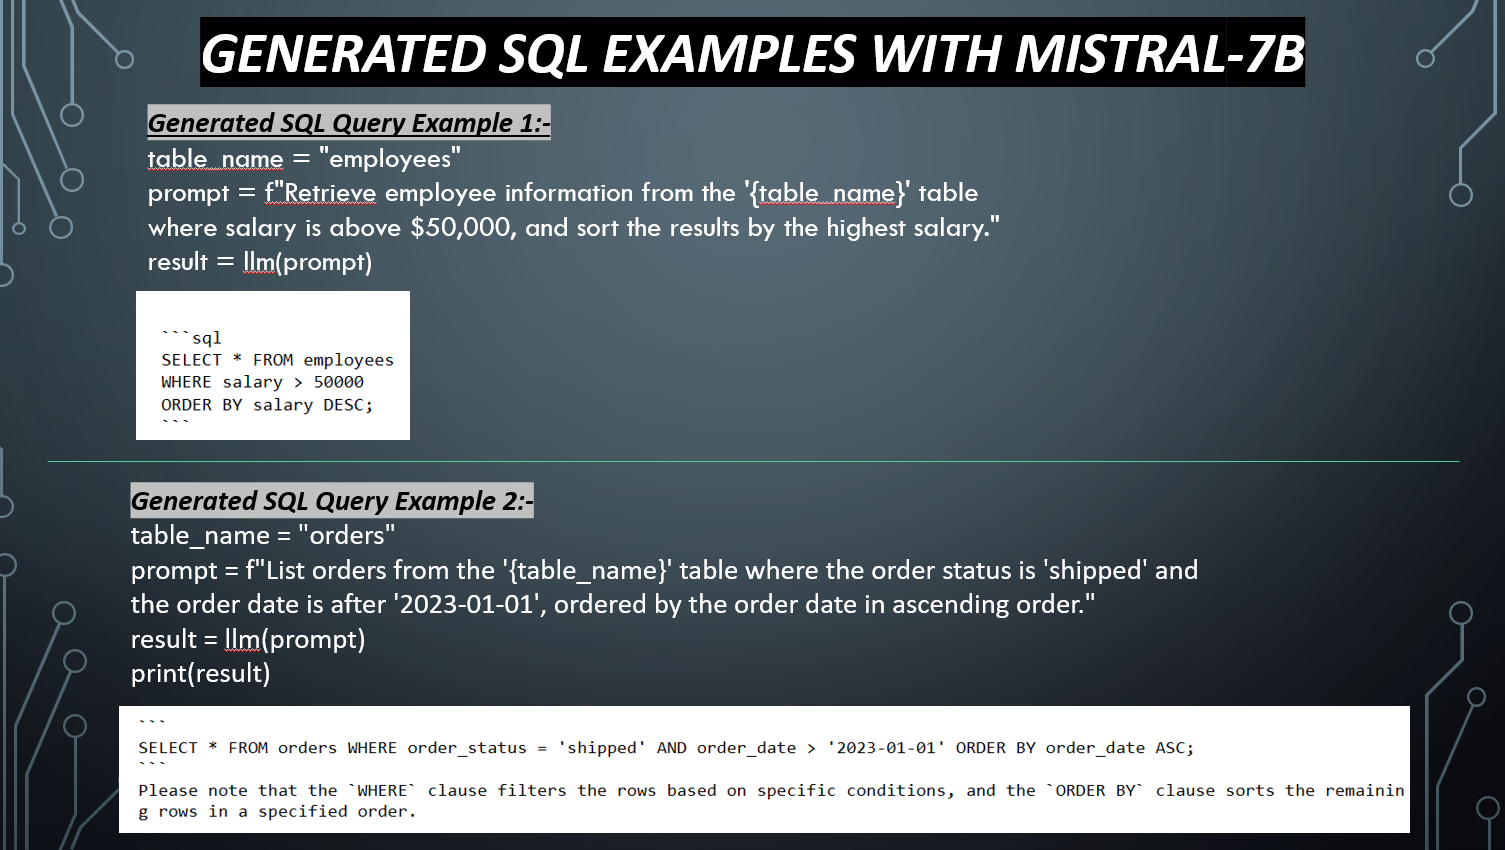 GENERATED SQL EXAMPLES WITH MISTRAL-7B
Generated SQL Query Example 1:-
table_name = "employees"
prompt = f"Retrieve employee information from the '{table_name}' table
where salary is above $50,000, and sort the results by the highest salary."
result = llm(prompt)
```sql
SELECT * FROM employees
WHERE salary > 50000
ORDER BY salary DESC;
```
Generated SQL Query Example 2:-
table_name = "orders"
prompt = f"List orders from the '{table_name}' table where the order status is 'shipped' and
the order date is after '2023-01-01', ordered by the order date in ascending order."
result = llm(prompt)
print(result)
```
SELECT * FROM orders WHERE order_status = 'shipped' AND order_date > '2023-01-01' ORDER BY order_date ASC;
```
Please note that the `WHERE` clause filters the rows based on specific conditions, and the `ORDER BY` clause sorts the remainin
g rows in a specified order.